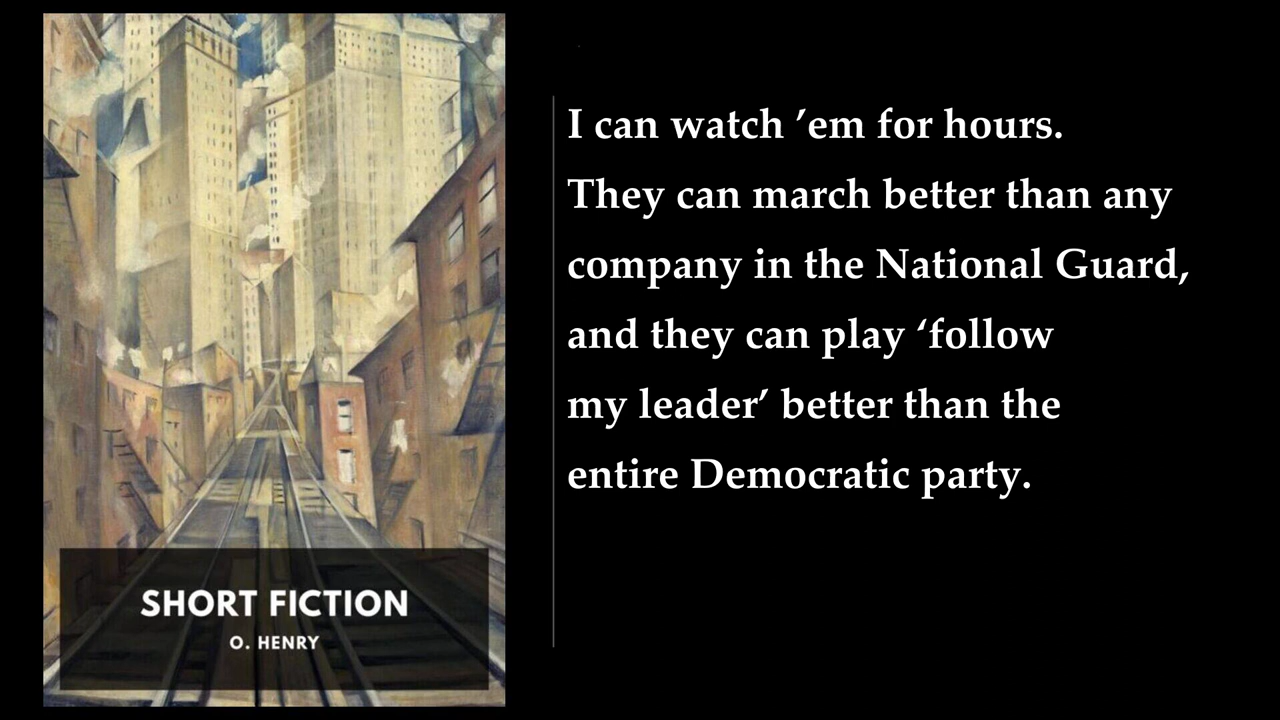 SHORT FICTION
O. HENRY
I can watch ’em for hours.
They can march better than any
company in the National Guard,
and they can play ‘follow
my leader’ better than the
entire Democratic party.